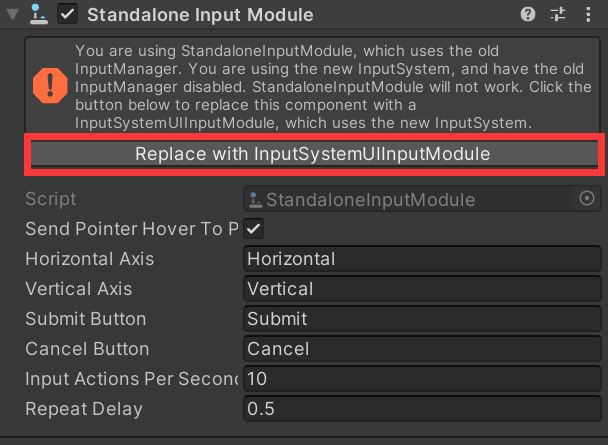 Standalone Input Module
You are using StandaloneInputModule, which uses the old
InputManager. You are using the new InputSystem, and have the old
InputManager disabled. StandaloneInputModule will not work. Click the
button below to replace this component with a
InputSystemUIInputModule, which uses the new InputSystem.
Replace with InputSystemUIInputModule
Script StandaloneInputModule
Send Pointer Hover To P
Horizontal Axis Horizontal
Vertical Axis Vertical
Submit Button Submit
Cancel Button Cancel
Input Actions Per Second 10
Repeat Delay 0.5